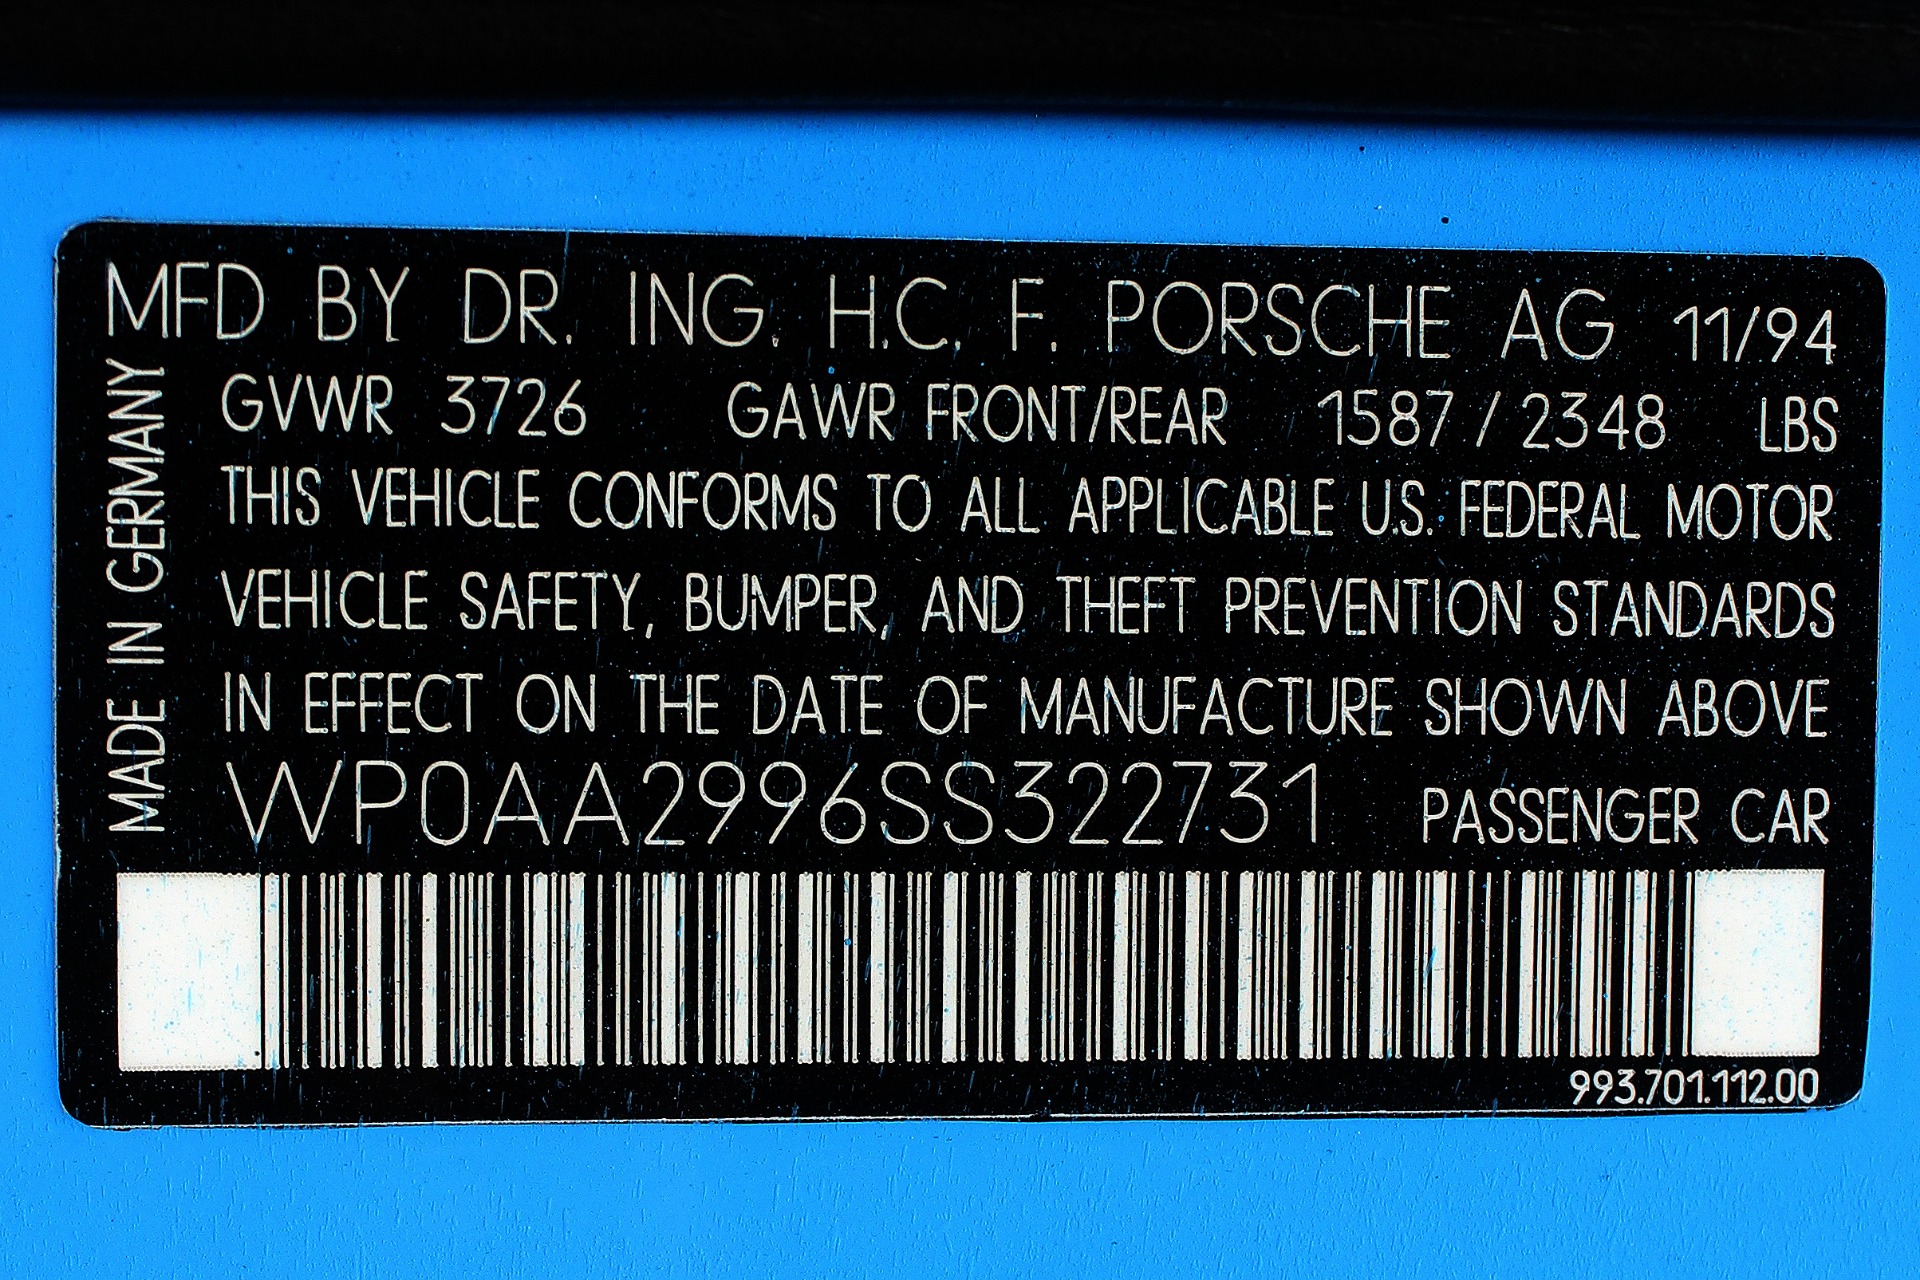 MFD BY DR. ING. H.C. F. PORSCHE AG 11/94
GVWR 3726 GAWR FRONT/REAR 1587 / 2348 LBS
THIS VEHICLE CONFORMS TO ALL APPLICABLE U.S. FEDERAL MOTOR
VEHICLE SAFETY, BUMPER, AND THEFT PREVENTION STANDARDS
IN EFFECT ON THE DATE OF MANUFACTURE SHOWN ABOVE
WP0AA2996SS322731 PASSENGER CAR
993.701.112.00
MADE IN GERMANY